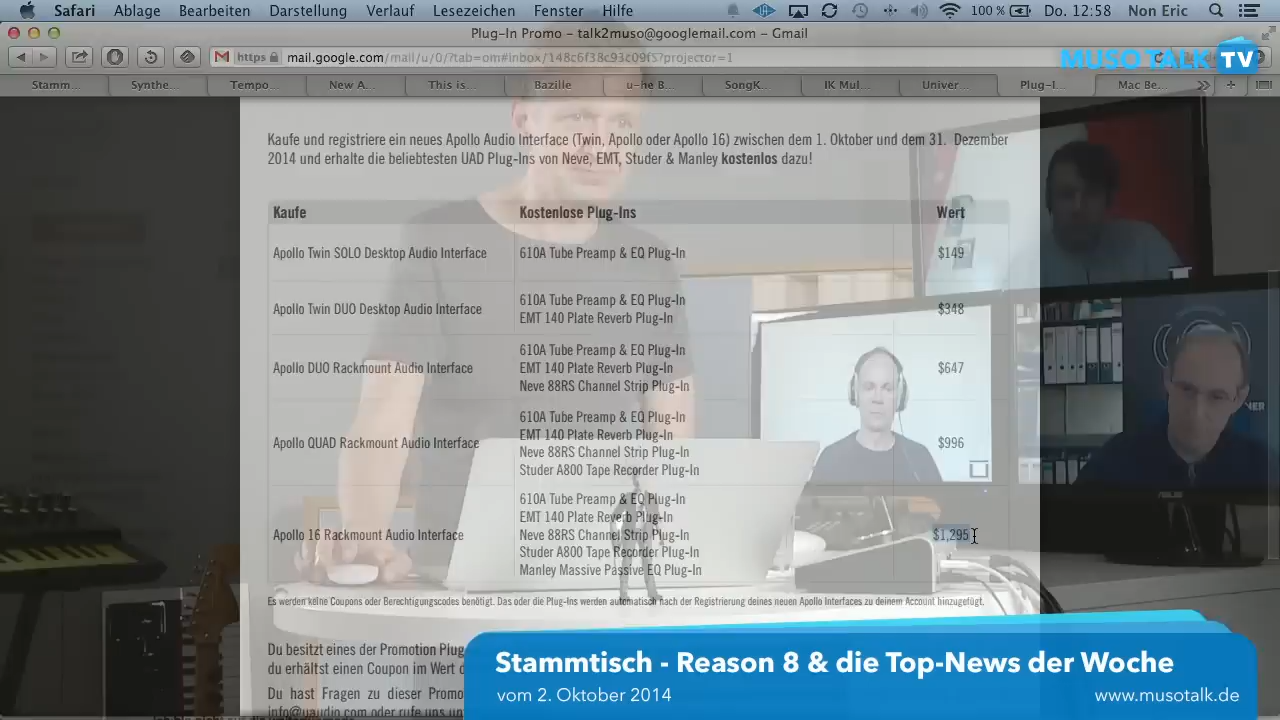 Safari Ablage Bearbeiten Darstellung Verlauf Lesezeichen Fenster Hilfe 100 % Do. 12:58 Non Eric
Plug-In Promo – talk2muso@googlemail.com – Gmail
https mail.google.com/mail/u/0/?tab=om#inbox/148c6f38c93c09f5?projector=1
MUSO TALK TV
Stamm... Synthe... Tempo... New A... This is... Bazille u-he B... SongK... IK Mul... Univer... Plug-I... Mac Be...
Kaufe und registriere ein neues Apollo Audio Interface (Twin, Apollo oder Apollo 16) zwischen dem 1. Oktober und dem 31. Dezember
2014 und erhalte die beliebtesten UAD Plug-Ins von Neve, EMT, Studer & Manley kostenlos dazu!
Kaufe Kostenlose Plug-Ins Wert
Apollo Twin SOLO Desktop Audio Interface 610A Tube Preamp & EQ Plug-In $149
Apollo Twin DUO Desktop Audio Interface 610A Tube Preamp & EQ Plug-In $348
EMT 140 Plate Reverb Plug-In
610A Tube Preamp & EQ Plug-In
Apollo DUO Rackmount Audio Interface EMT 140 Plate Reverb Plug-In $647
Neve 88RS Channel Strip Plug-In
610A Tube Preamp & EQ Plug-In
EMT 140 Plate Reverb Plug-In
Apollo QUAD Rackmount Audio Interface $996
Neve 88RS Channel Strip Plug-In
Studer A800 Tape Recorder Plug-In
610A Tube Preamp & EQ Plug-In
EMT 140 Plate Reverb Plug-In
Apollo 16 Rackmount Audio Interface Neve 88RS Channel Strip Plug-In $1,295
Studer A800 Tape Recorder Plug-In
Manley Massive Passive EQ Plug-In
Es werden keine Coupons oder Berechtigungscodes benötigt. Das oder die Plug-Ins werden automatisch nach der Registrierung deines neuen Apollo Interfaces zu deinem Account hinzugefügt.
Du besitzt eines der Promotion Plug
du erhältst einen Coupon im Wert d
Du hast Fragen zu dieser Promo
info@uaudio.com oder rufe uns un
Stammtisch - Reason 8 & die Top-News der Woche
vom 2. Oktober 2014 www.musotalk.de